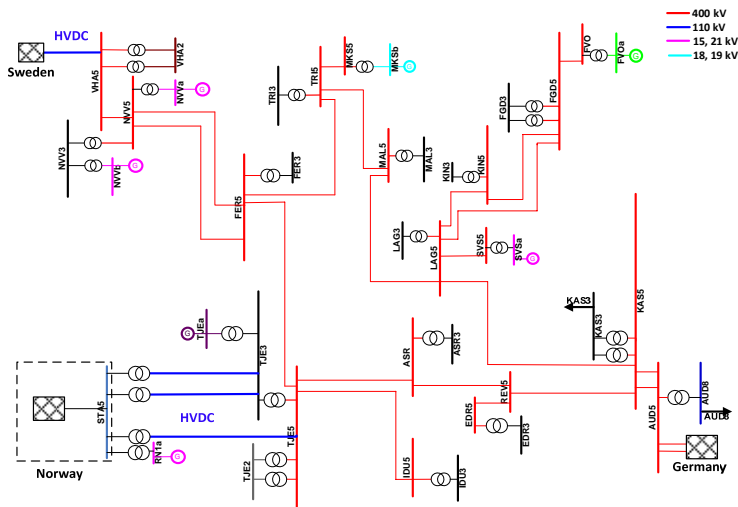 HVDC
Sweden
VHA5
VHA2
NVV5
NVVa
G
NVV3
NVVb
G
FER5
FER3
TRI3
TRI5
MKS5
MKSb
G
MAL5
MAL3
LAG3
LAG5
KIN3
KIN5
SVS5
SVSa
G
FGD3
FGD5
FVO
FVOa
G
400 kV
110 kV
15, 21 kV
18, 19 kV
KAS3
KAS3
KAS5
G
TJEa
TJE3
STA5
HVDC
RN1a
G
Norway
TJE5
TJE2
ASR
ASR3
IDU5
IDU3
REV5
EDR5
EDR3
AUD5
AUD8
AUD8
Germany